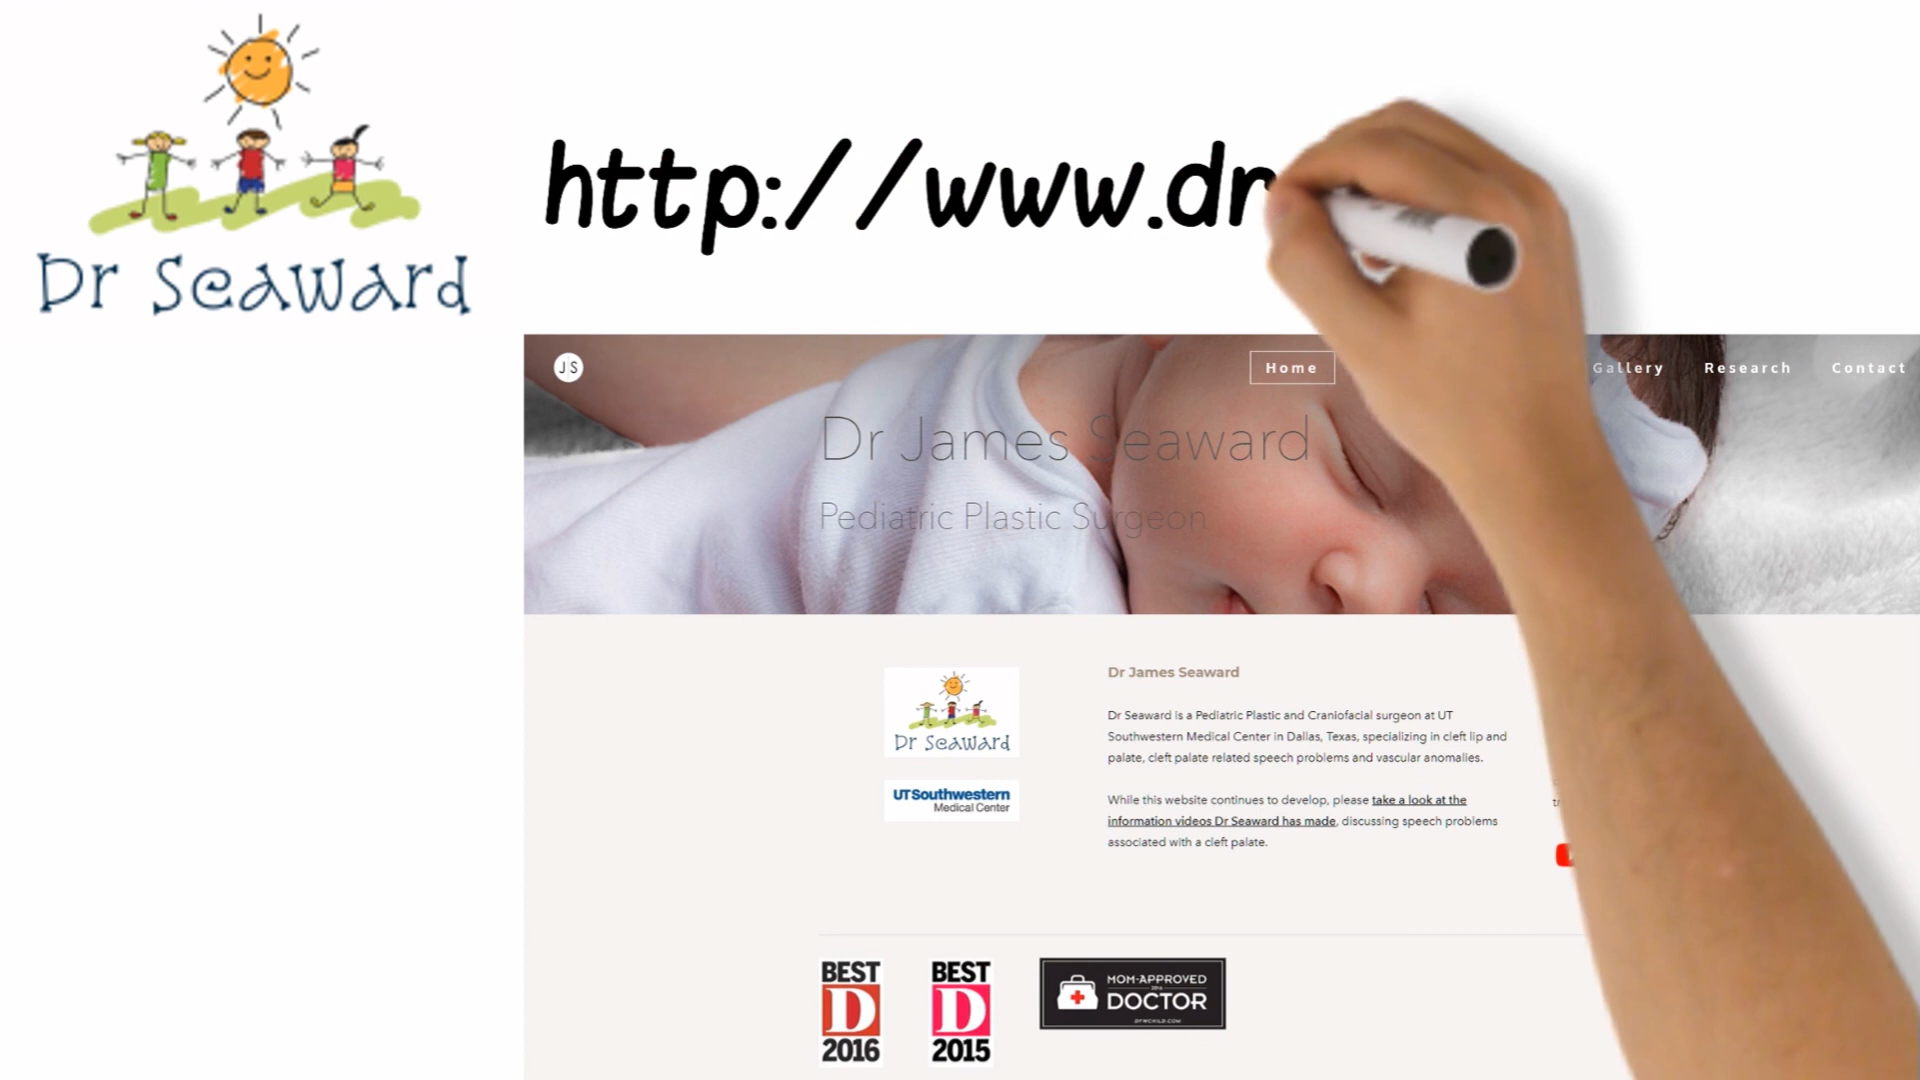 Dr Seaward
http://www.dr
JS
Home
Gallery
Research
Contact
Dr James Seaward
Pediatric Plastic Surgeon
Dr Seaward
UTSouthwestern
Medical Center
Dr James Seaward
Dr Seaward is a Pediatric Plastic and Craniofacial surgeon at UT
Southwestern Medical Center in Dallas, Texas, specializing in cleft lip and
palate, cleft palate related speech problems and vascular anomalies.
While this website continues to develop, please take a look at the
information videos Dr Seaward has made, discussing speech problems
associated with a cleft palate.
BEST
D
2016
BEST
D
2015
MOM-APPROVED
DOCTOR
DFWCHILD.COM